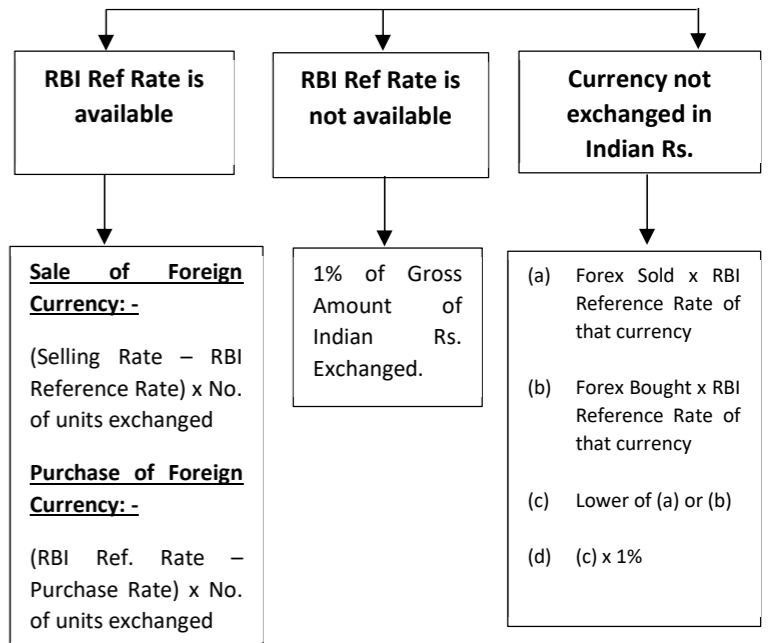 RBI Ref Rate is
available
RBI Ref Rate is
not available
Currency not
exchanged in
Indian Rs.
Sale of Foreign
Currency: -
(Selling Rate – RBI
Reference Rate) x No.
of units exchanged
Purchase of Foreign
Currency: -
(RBI Ref. Rate –
Purchase Rate) x No.
of units exchanged
1% of Gross
Amount of
Indian Rs.
Exchanged.
(a) Forex Sold x RBI
Reference Rate of
that currency
(b) Forex Bought x RBI
Reference Rate of
that currency
(c) Lower of (a) or (b)
(d) (c) x 1%